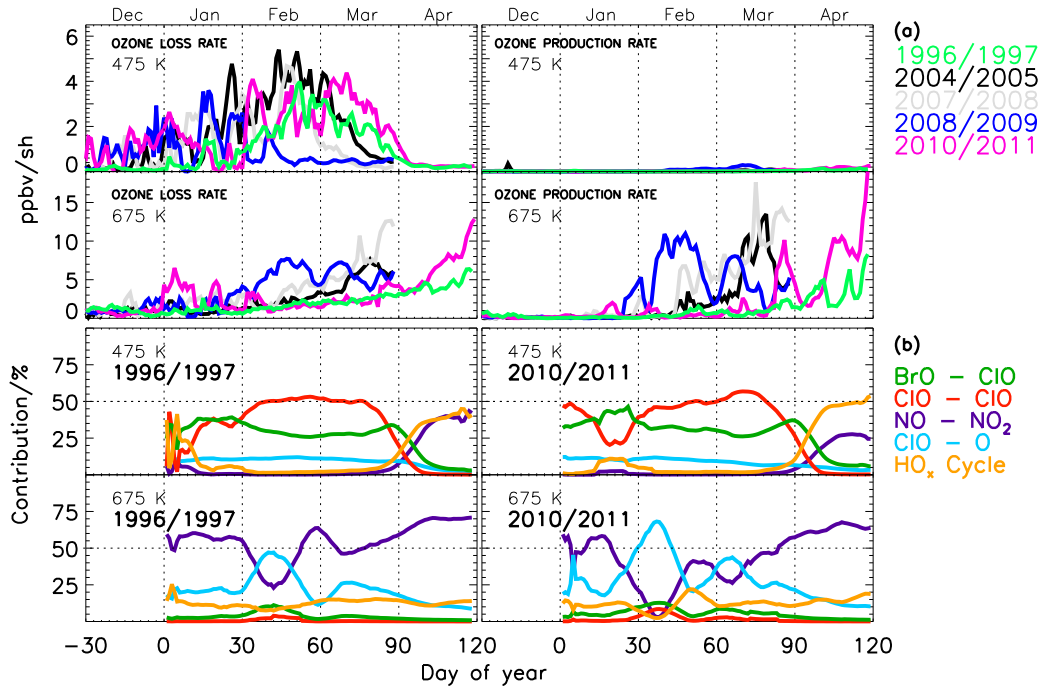 Dec Jan Feb Mar Apr Dec Jan Feb Mar Apr
OZONE LOSS RATE
475 K
OZONE PRODUCTION RATE
475 K
(a)
1996/1997
2004/2005
2007/2008
2008/2009
2010/2011
6
4
2
0
ppbv/sh
OZONE LOSS RATE
675 K
OZONE PRODUCTION RATE
675 K
15
10
5
0
475 K
1996/1997
475 K
2010/2011
(b)
BrO – ClO
ClO – ClO
NO – NO₂
ClO – O
HOₓ Cycle
75
50
25
Contribution/%
675 K
1996/1997
675 K
2010/2011
75
50
25
−30 0 30 60 90 120 0 30 60 90 120
Day of year